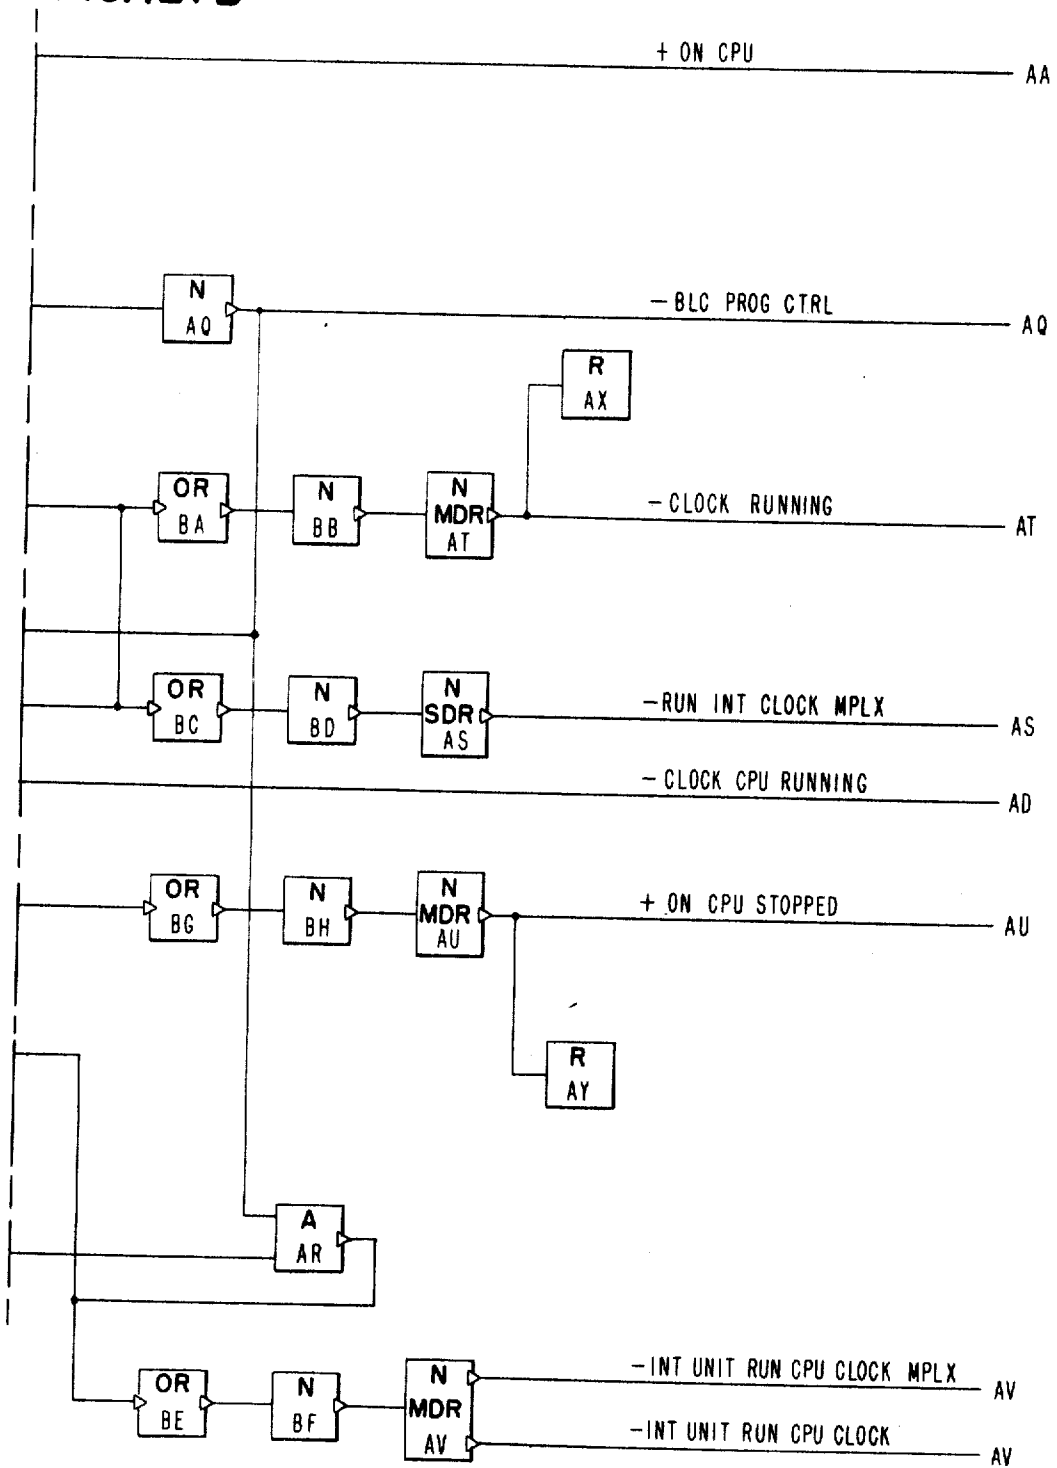 + ON CPU
AA
N
AQ
-BLC PROG CTRL
AQ
R
AX
OR
BA
N
BB
N
MDR
AT
-CLOCK RUNNING
AT
OR
BC
N
BD
N
SDR
AS
-RUN INT CLOCK MPLX
AS
-CLOCK CPU RUNNING
AD
OR
BG
N
BH
N
MDR
AU
+ ON CPU STOPPED
AU
R
AY
A
AR
OR
BE
N
BF
N
MDR
AV
-INT UNIT RUN CPU CLOCK MPLX
AV
-INT UNIT RUN CPU CLOCK
AV